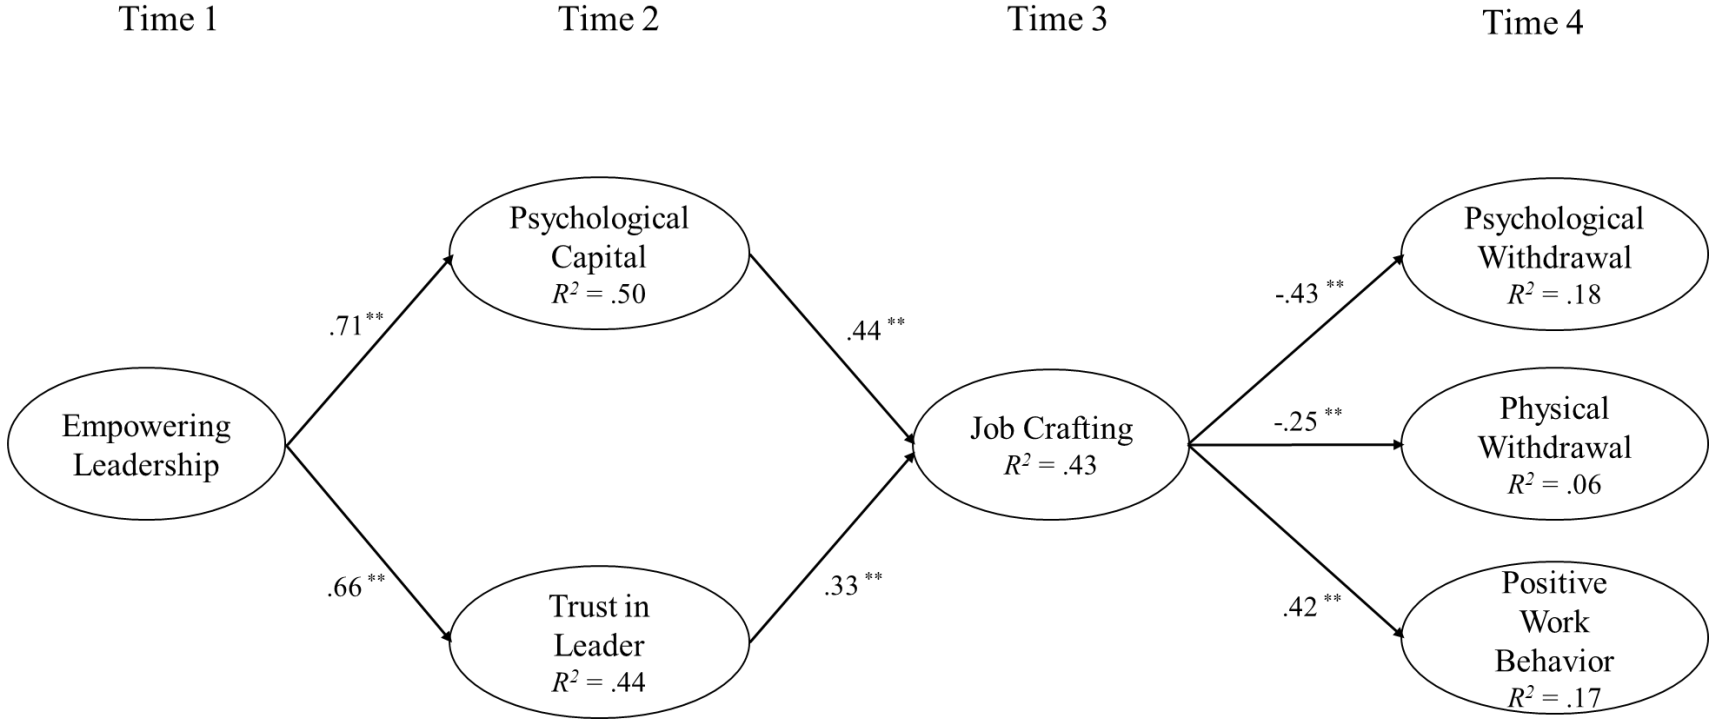 Time 1
Time 2
Time 3
Time 4
Empowering
Leadership
.71**
.66 **
Psychological
Capital
R² = .50
Trust in
Leader
R² = .44
.44 **
.33 **
Job Crafting
R² = .43
-.43 **
-.25 **
.42 **
Psychological
Withdrawal
R² = .18
Physical
Withdrawal
R² = .06
Positive
Work
Behavior
R² = .17